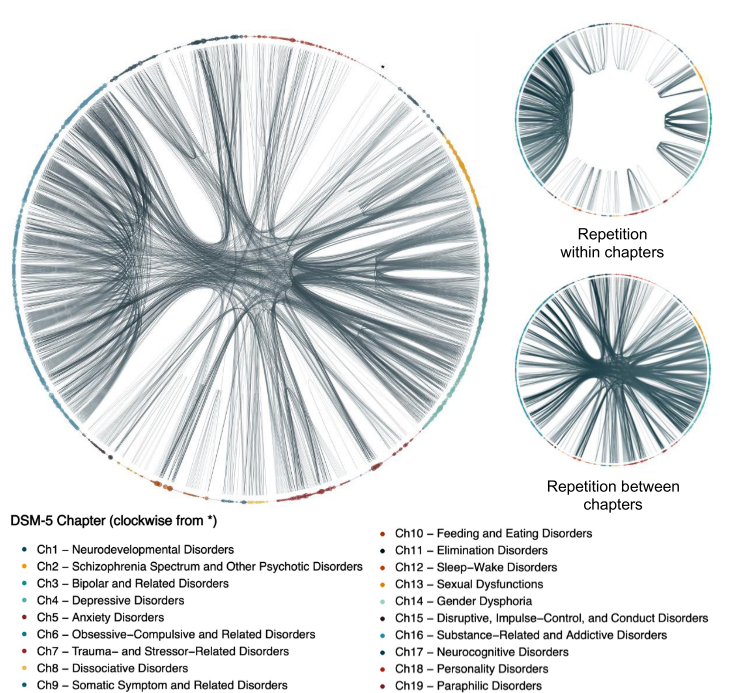 Repetition
within chapters
Repetition between
chapters
DSM-5 Chapter (clockwise from *)
Ch1 – Neurodevelopmental Disorders
Ch2 – Schizophrenia Spectrum and Other Psychotic Disorders
Ch3 – Bipolar and Related Disorders
Ch4 – Depressive Disorders
Ch5 – Anxiety Disorders
Ch6 – Obsessive–Compulsive and Related Disorders
Ch7 – Trauma– and Stressor–Related Disorders
Ch8 – Dissociative Disorders
Ch9 – Somatic Symptom and Related Disorders
Ch10 – Feeding and Eating Disorders
Ch11 – Elimination Disorders
Ch12 – Sleep–Wake Disorders
Ch13 – Sexual Dysfunctions
Ch14 – Gender Dysphoria
Ch15 – Disruptive, Impulse–Control, and Conduct Disorders
Ch16 – Substance–Related and Addictive Disorders
Ch17 – Neurocognitive Disorders
Ch18 – Personality Disorders
Ch19 – Paraphilic Disorders